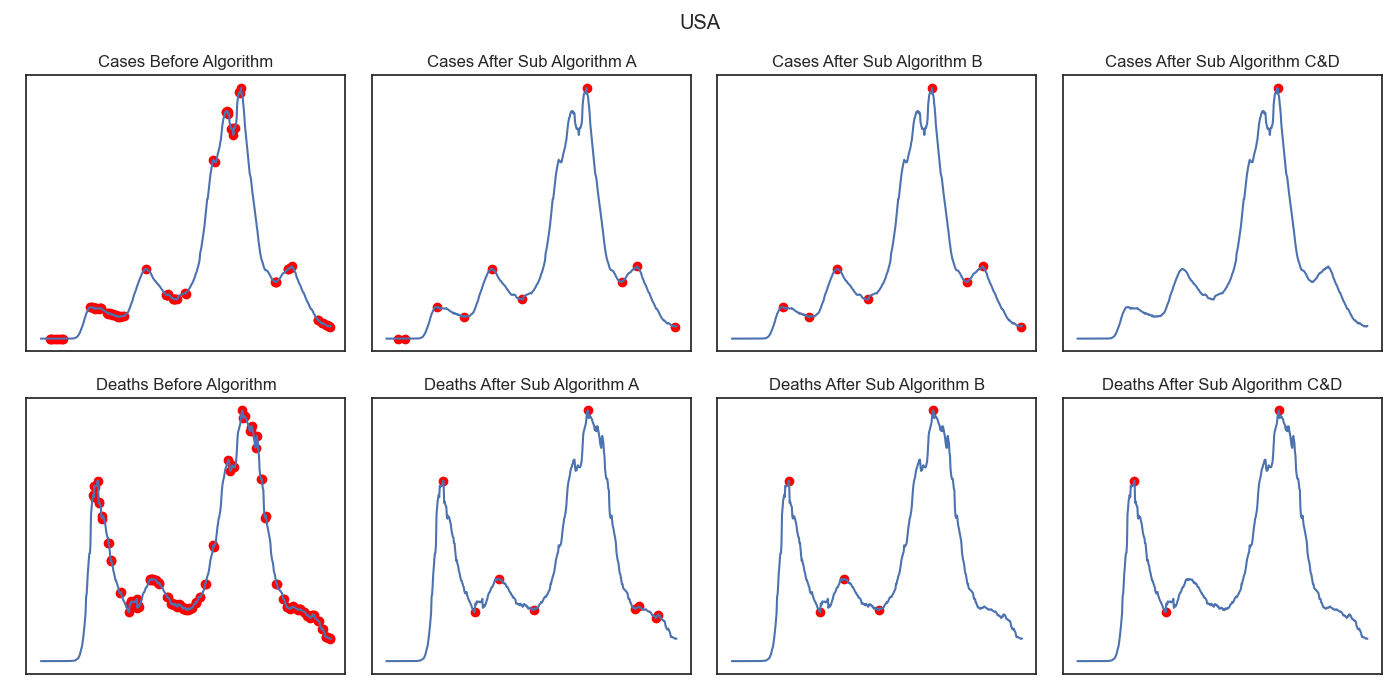 USA
Cases Before Algorithm
Cases After Sub Algorithm A
Cases After Sub Algorithm B
Cases After Sub Algorithm C&D
Deaths Before Algorithm
Deaths After Sub Algorithm A
Deaths After Sub Algorithm B
Deaths After Sub Algorithm C&D